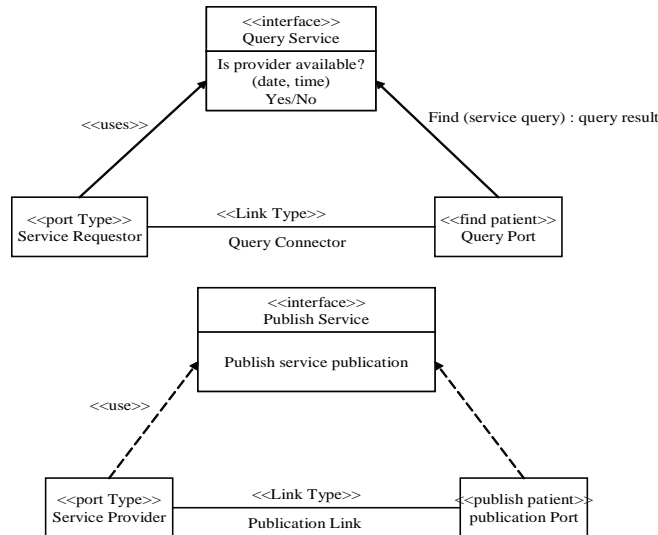 <<interface>>
Query Service
Is provider available?
(date, time)
Yes/No
<<uses>>
Find (service query) : query result
<<port Type>>
Service Requestor
<<Link Type>>
Query Connector
<<find patient>>
Query Port
<<interface>>
Publish Service
Publish service publication
<<use>>
<<port Type>>
Service Provider
<<Link Type>>
Publication Link
<<publish patient>>
publication Port